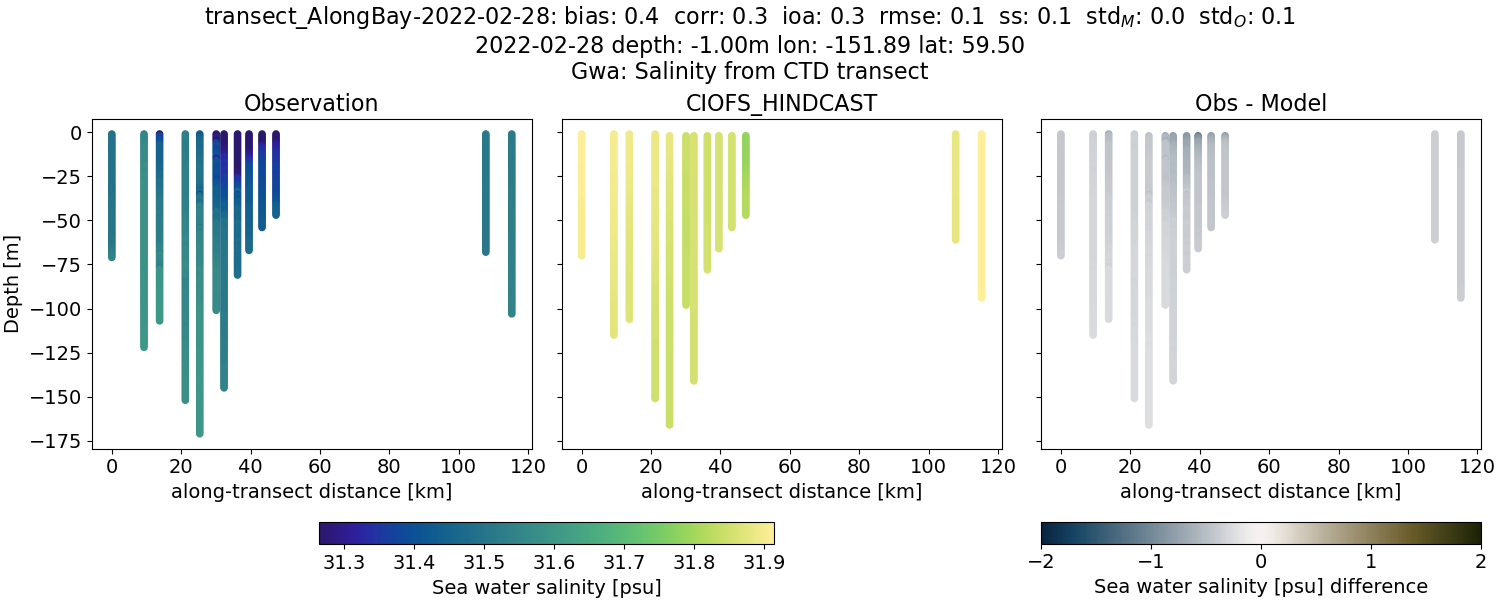 transect_AlongBay-2022-02-28: bias: 0.4 corr: 0.3 ioa: 0.3 rmse: 0.1 ss: 0.1 std_M: 0.0 std_O: 0.1
2022-02-28 depth: -1.00m lon: -151.89 lat: 59.50
Gwa: Salinity from CTD transect
Observation CIOFS_HINDCAST Obs - Model
0
−25
−50
−75
−100
−125
−150
−175
Depth [m]
0 20 40 60 80 100 120
0 20 40 60 80 100 120
0 20 40 60 80 100 120
along-transect distance [km] along-transect distance [km] along-transect distance [km]
31.3 31.4 31.5 31.6 31.7 31.8 31.9
Sea water salinity [psu]
−2 −1 0 1 2
Sea water salinity [psu] difference